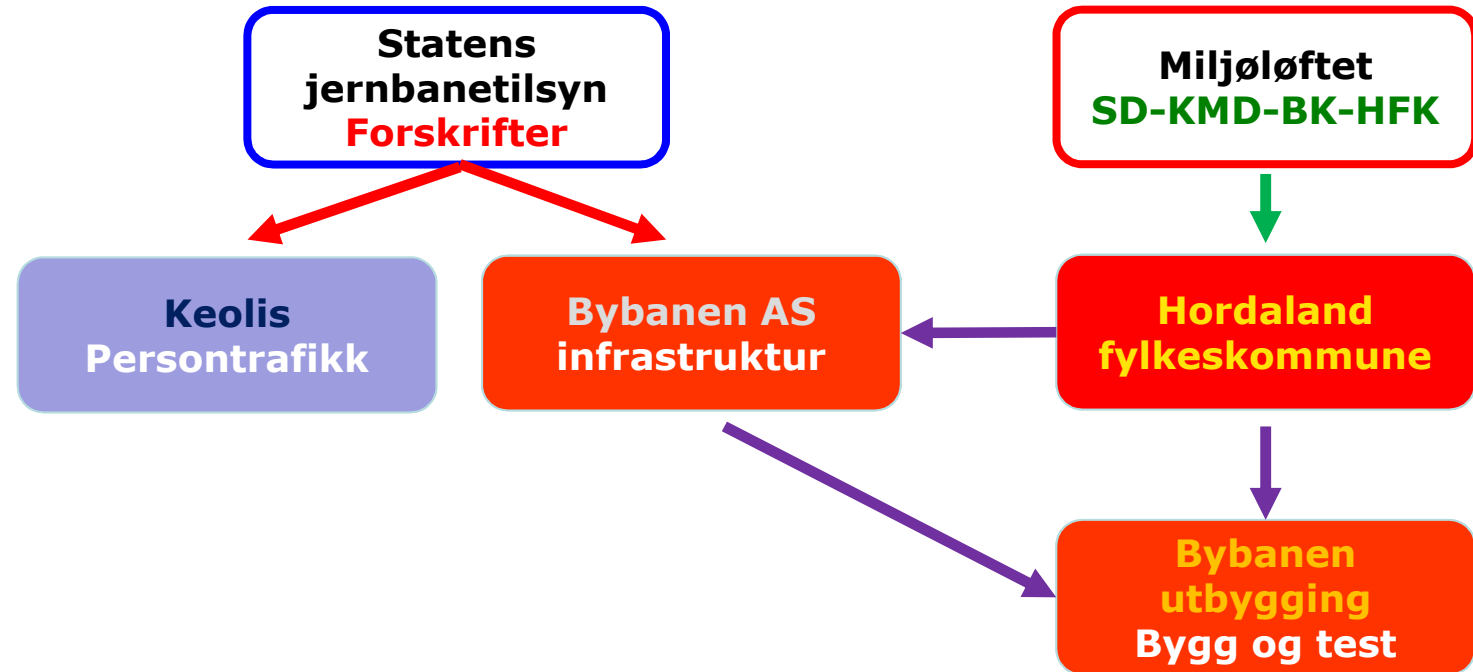 Statens
jernbanetilsyn
Forskrifter
Miljøløftet
SD-KMD-BK-HFK
Keolis
Persontrafikk
Bybanen AS
infrastruktur
Hordaland
fylkeskommune
Bybanen
utbygging
Bygg og test